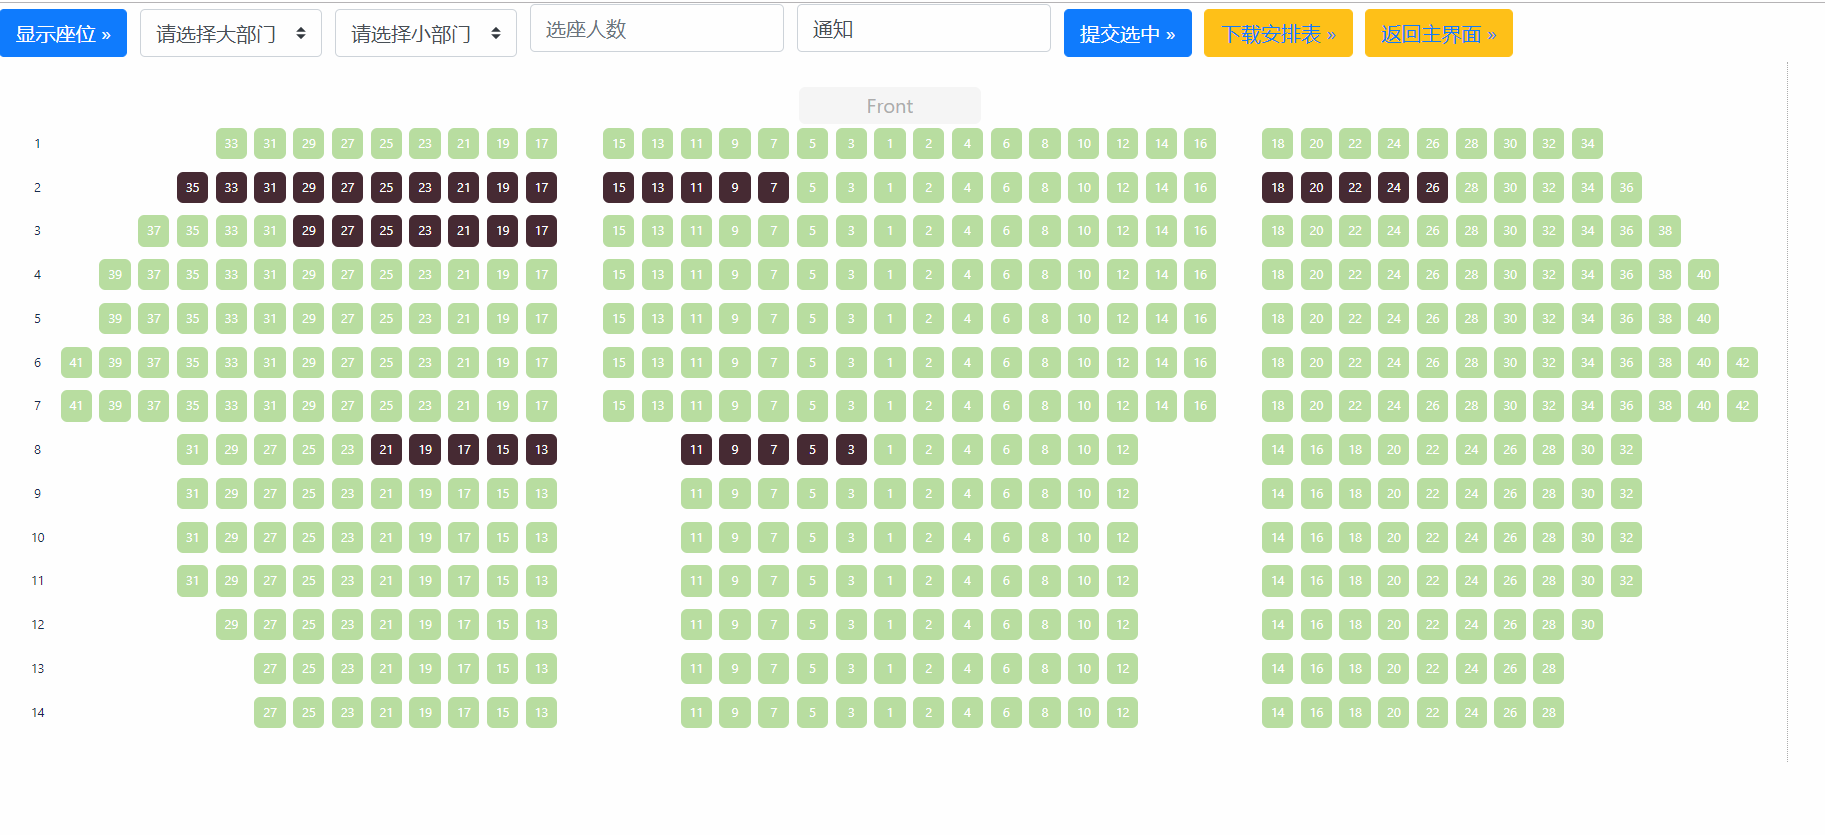 显示座位 » 请选择大部门 请选择小部门 选座人数 通知 提交选中 » 下载安排表 » 返回主界面 »
Front
1 33 31 29 27 25 23 21 19 17 15 13 11 9 7 5 3 1 2 4 6 8 10 12 14 16 18 20 22 24 26 28 30 32 34
2 35 33 31 29 27 25 23 21 19 17 15 13 11 9 7 5 3 1 2 4 6 8 10 12 14 16 18 20 22 24 26 28 30 32 34 36
3 37 35 33 31 29 27 25 23 21 19 17 15 13 11 9 7 5 3 1 2 4 6 8 10 12 14 16 18 20 22 24 26 28 30 32 34 36 38
4 39 37 35 33 31 29 27 25 23 21 19 17 15 13 11 9 7 5 3 1 2 4 6 8 10 12 14 16 18 20 22 24 26 28 30 32 34 36 38 40
5 39 37 35 33 31 29 27 25 23 21 19 17 15 13 11 9 7 5 3 1 2 4 6 8 10 12 14 16 18 20 22 24 26 28 30 32 34 36 38 40
6 41 39 37 35 33 31 29 27 25 23 21 19 17 15 13 11 9 7 5 3 1 2 4 6 8 10 12 14 16 18 20 22 24 26 28 30 32 34 36 38 40 42
7 41 39 37 35 33 31 29 27 25 23 21 19 17 15 13 11 9 7 5 3 1 2 4 6 8 10 12 14 16 18 20 22 24 26 28 30 32 34 36 38 40 42
8 31 29 27 25 23 21 19 17 15 13 11 9 7 5 3 1 2 4 6 8 10 12 14 16 18 20 22 24 26 28 30 32
9 31 29 27 25 23 21 19 17 15 13 11 9 7 5 3 1 2 4 6 8 10 12 14 16 18 20 22 24 26 28 30 32
10 31 29 27 25 23 21 19 17 15 13 11 9 7 5 3 1 2 4 6 8 10 12 14 16 18 20 22 24 26 28 30 32
11 31 29 27 25 23 21 19 17 15 13 11 9 7 5 3 1 2 4 6 8 10 12 14 16 18 20 22 24 26 28 30 32
12 29 27 25 23 21 19 17 15 13 11 9 7 5 3 1 2 4 6 8 10 12 14 16 18 20 22 24 26 28 30
13 27 25 23 21 19 17 15 13 11 9 7 5 3 1 2 4 6 8 10 12 14 16 18 20 22 24 26 28
14 27 25 23 21 19 17 15 13 11 9 7 5 3 1 2 4 6 8 10 12 14 16 18 20 22 24 26 28